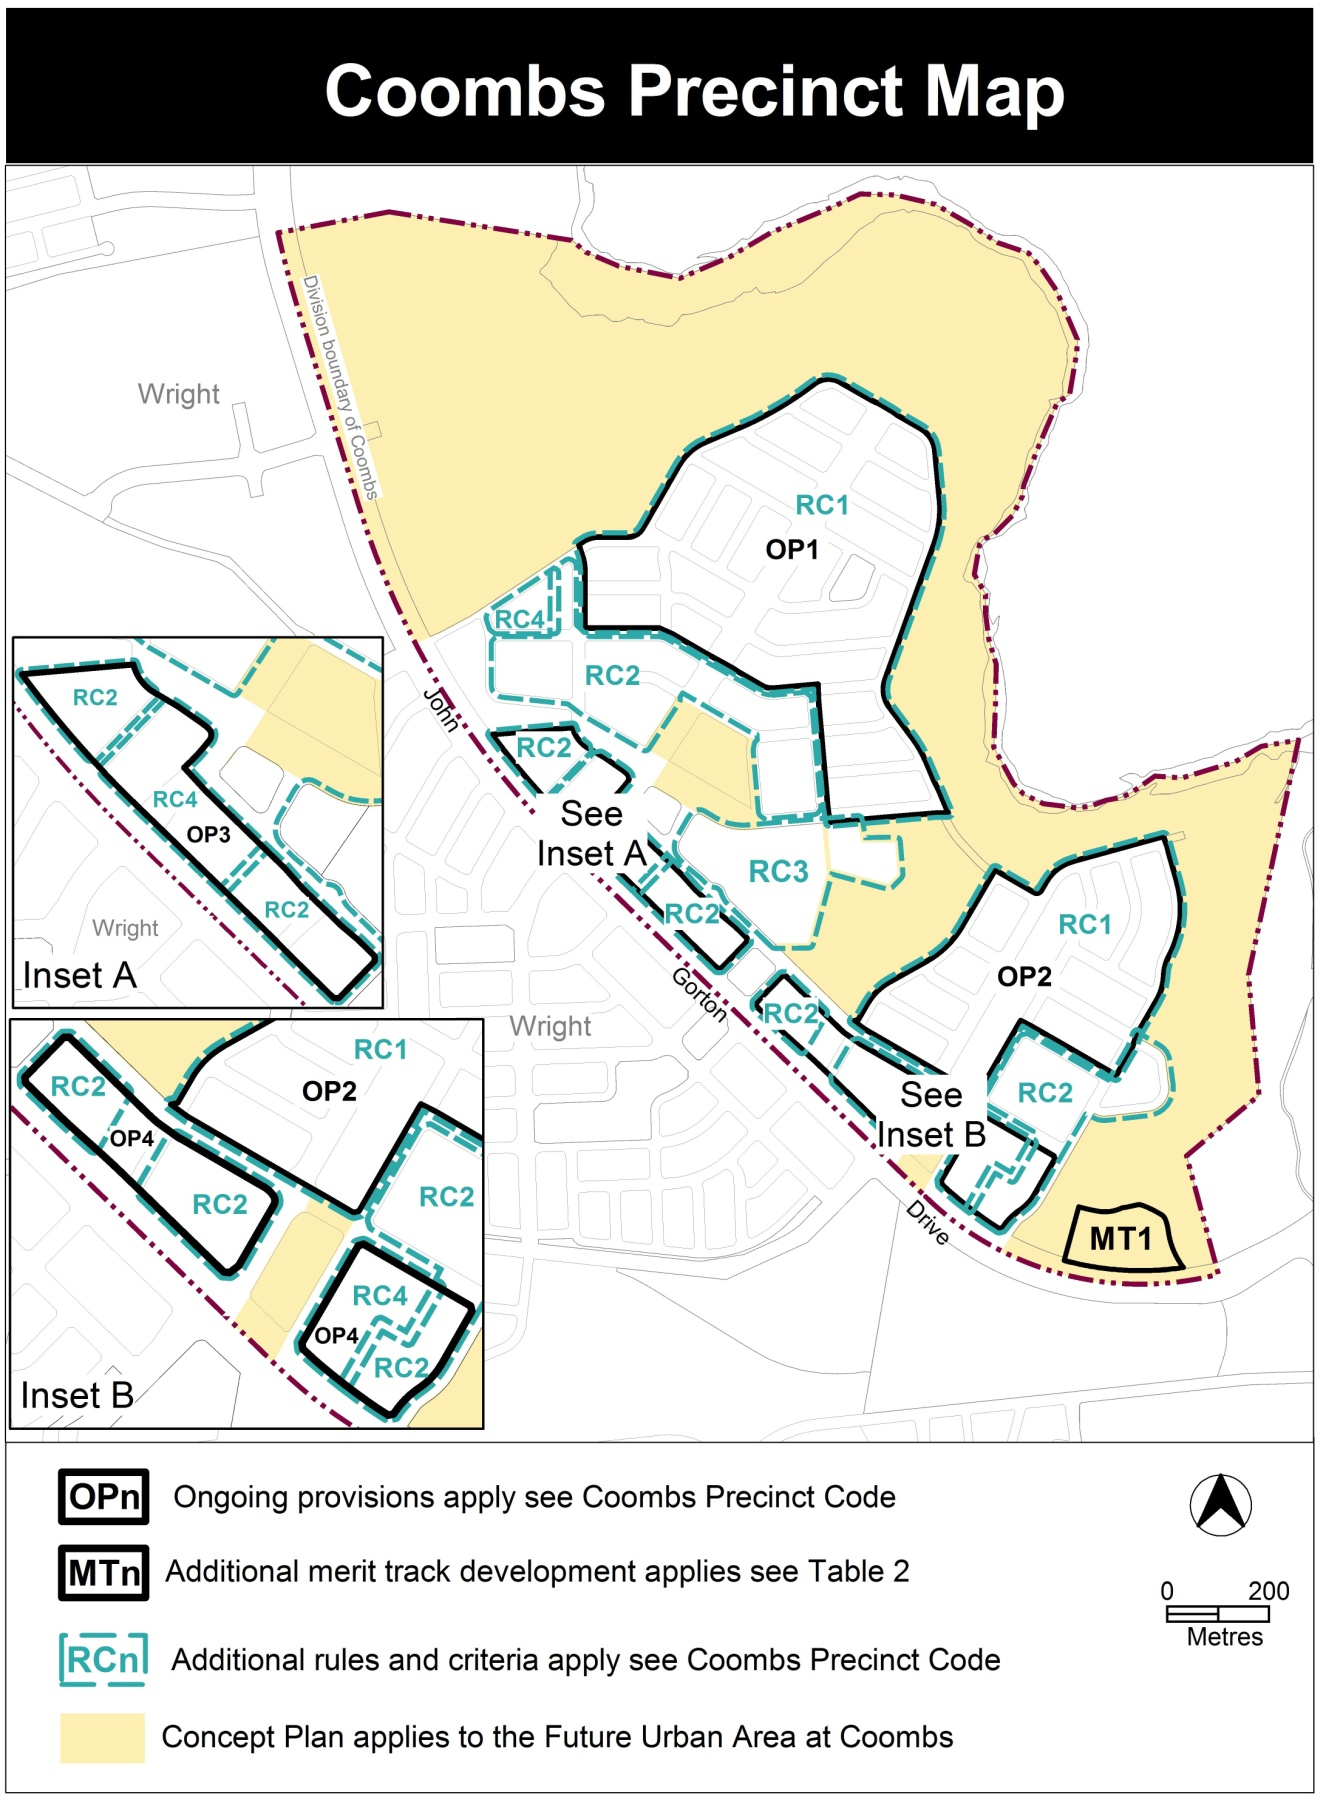 Coombs Precinct Map
Division boundary of Coombs
Wright
RC1
OP1
RC4
RC2
John
RC2
See
Inset A
RC3
RC2
RC1
OP2
Gorton
RC2
Wright
RC2
See
Inset B
Drive
MT1
RC2
RC4
OP3
RC2
Wright
Inset A
RC1
OP2
RC2
OP4
RC2
RC2
RC4
OP4
RC2
Inset B
OPn Ongoing provisions apply see Coombs Precinct Code
MTn Additional merit track development applies see Table 2
RCn Additional rules and criteria apply see Coombs Precinct Code
Concept Plan applies to the Future Urban Area at Coombs
0 200
Metres